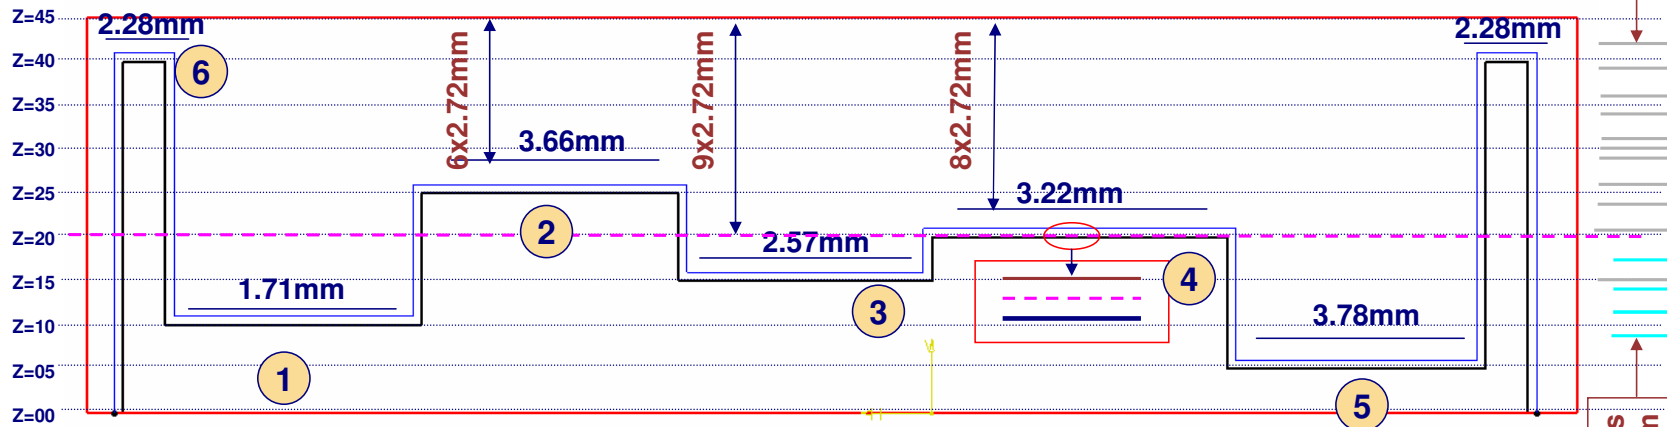 Z=45
2.28mm
2.28mm
Z=40
6
Z=35
6x2.72mm
9x2.72mm
8x2.72mm
Z=30
3.66mm
Z=25
3.22mm
2
Z=20
2.57mm
4
Z=15
1.71mm
3
3.78mm
Z=10
Z=05
1
5
Z=00